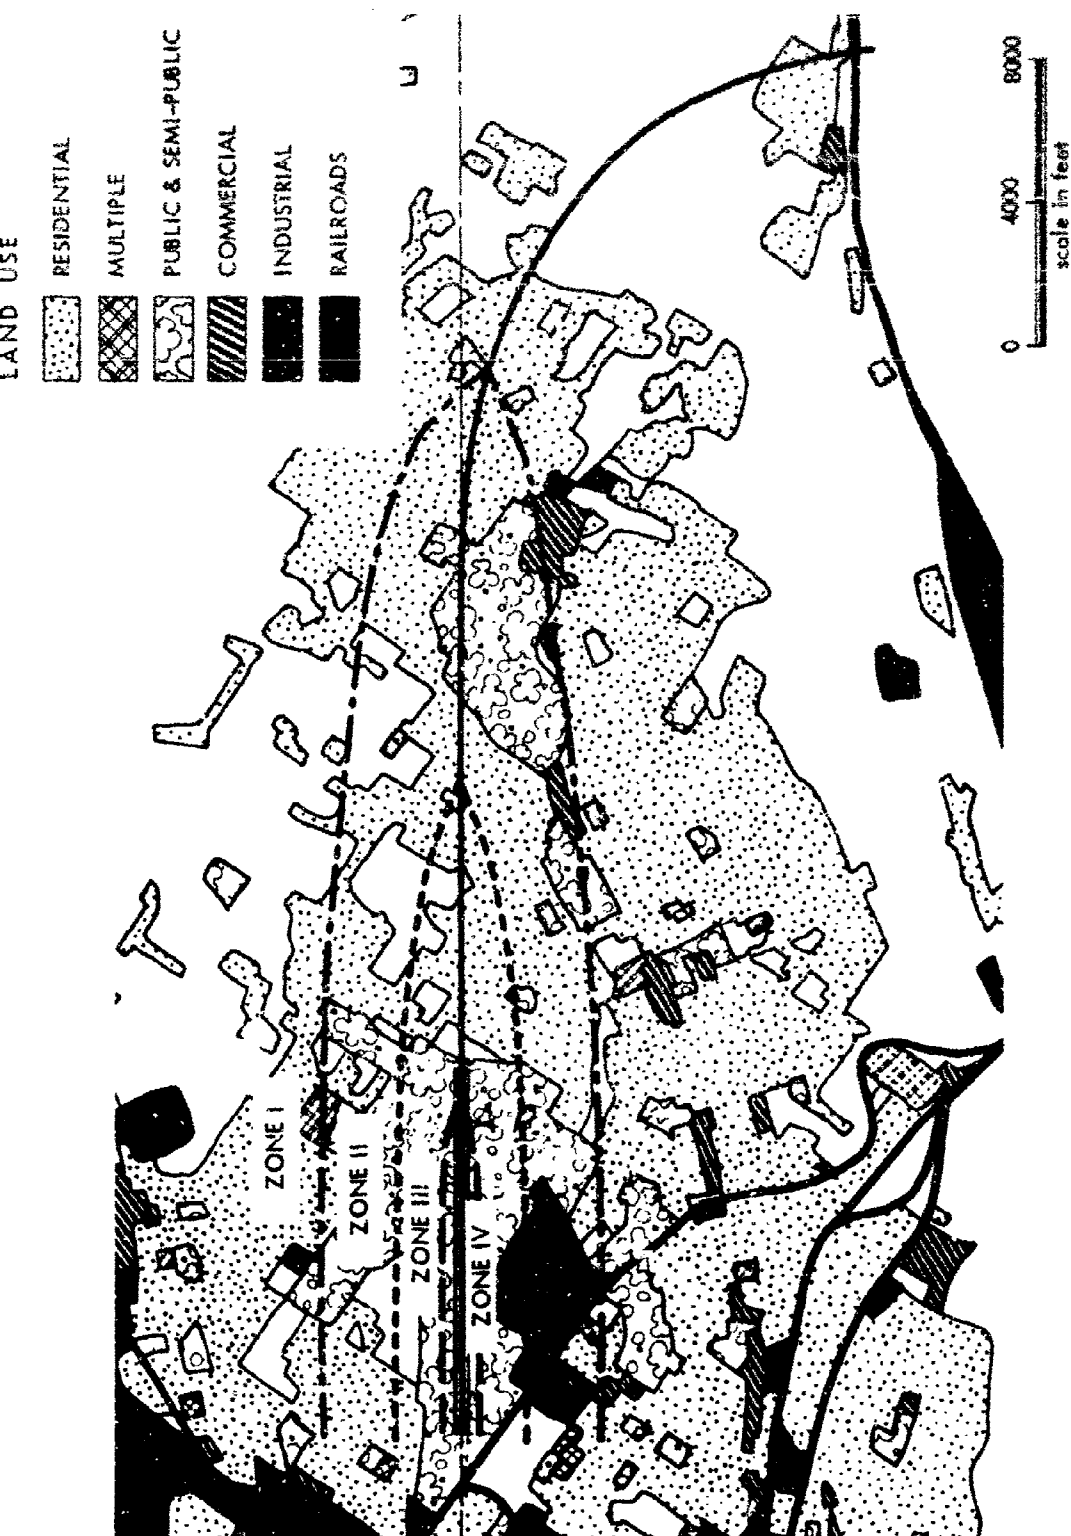 LAND USE
RESIDENTIAL
MULTIPLE
PUBLIC & SEMI-PUBLIC
COMMERCIAL
INDUSTRIAL
RAILROADS
ZONE I
ZONE II
ZONE III
ZONE IV
0 4000 8000
scale in feet